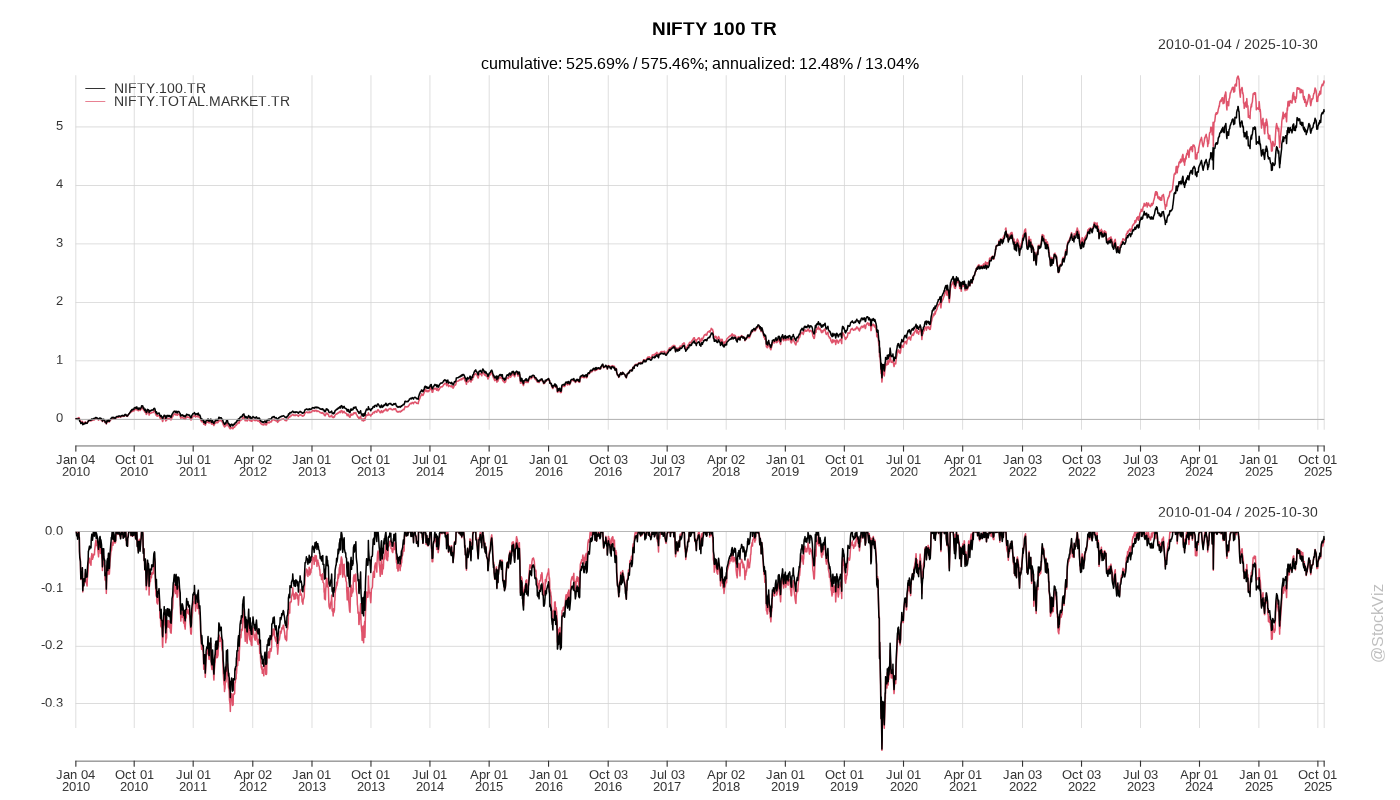 NIFTY 100 TR
2010-01-04 / 2025-10-30
cumulative: 525.69% / 575.46%; annualized: 12.48% / 13.04%
NIFTY.100.TR
NIFTY.TOTAL.MARKET.TR
5
4
3
2
1
0
Jan 04 Oct 01 Jul 01 Apr 02 Jan 01 Oct 01 Jul 01 Apr 01 Jan 01 Oct 03 Jul 03 Apr 02 Jan 01 Oct 01 Jul 01 Apr 01 Jan 03 Oct 03 Jul 03 Apr 01 Jan 01 Oct 01
2010 2010 2011 2012 2013 2013 2014 2015 2016 2016 2017 2018 2019 2019 2020 2021 2022 2022 2023 2024 2025 2025
2010-01-04 / 2025-10-30
0.0
-0.1
-0.2
-0.3
Jan 04 Oct 01 Jul 01 Apr 02 Jan 01 Oct 01 Jul 01 Apr 01 Jan 01 Oct 03 Jul 03 Apr 02 Jan 01 Oct 01 Jul 01 Apr 01 Jan 03 Oct 03 Jul 03 Apr 01 Jan 01 Oct 01
2010 2010 2011 2012 2013 2013 2014 2015 2016 2016 2017 2018 2019 2019 2020 2021 2022 2022 2023 2024 2025 2025
@StockViz